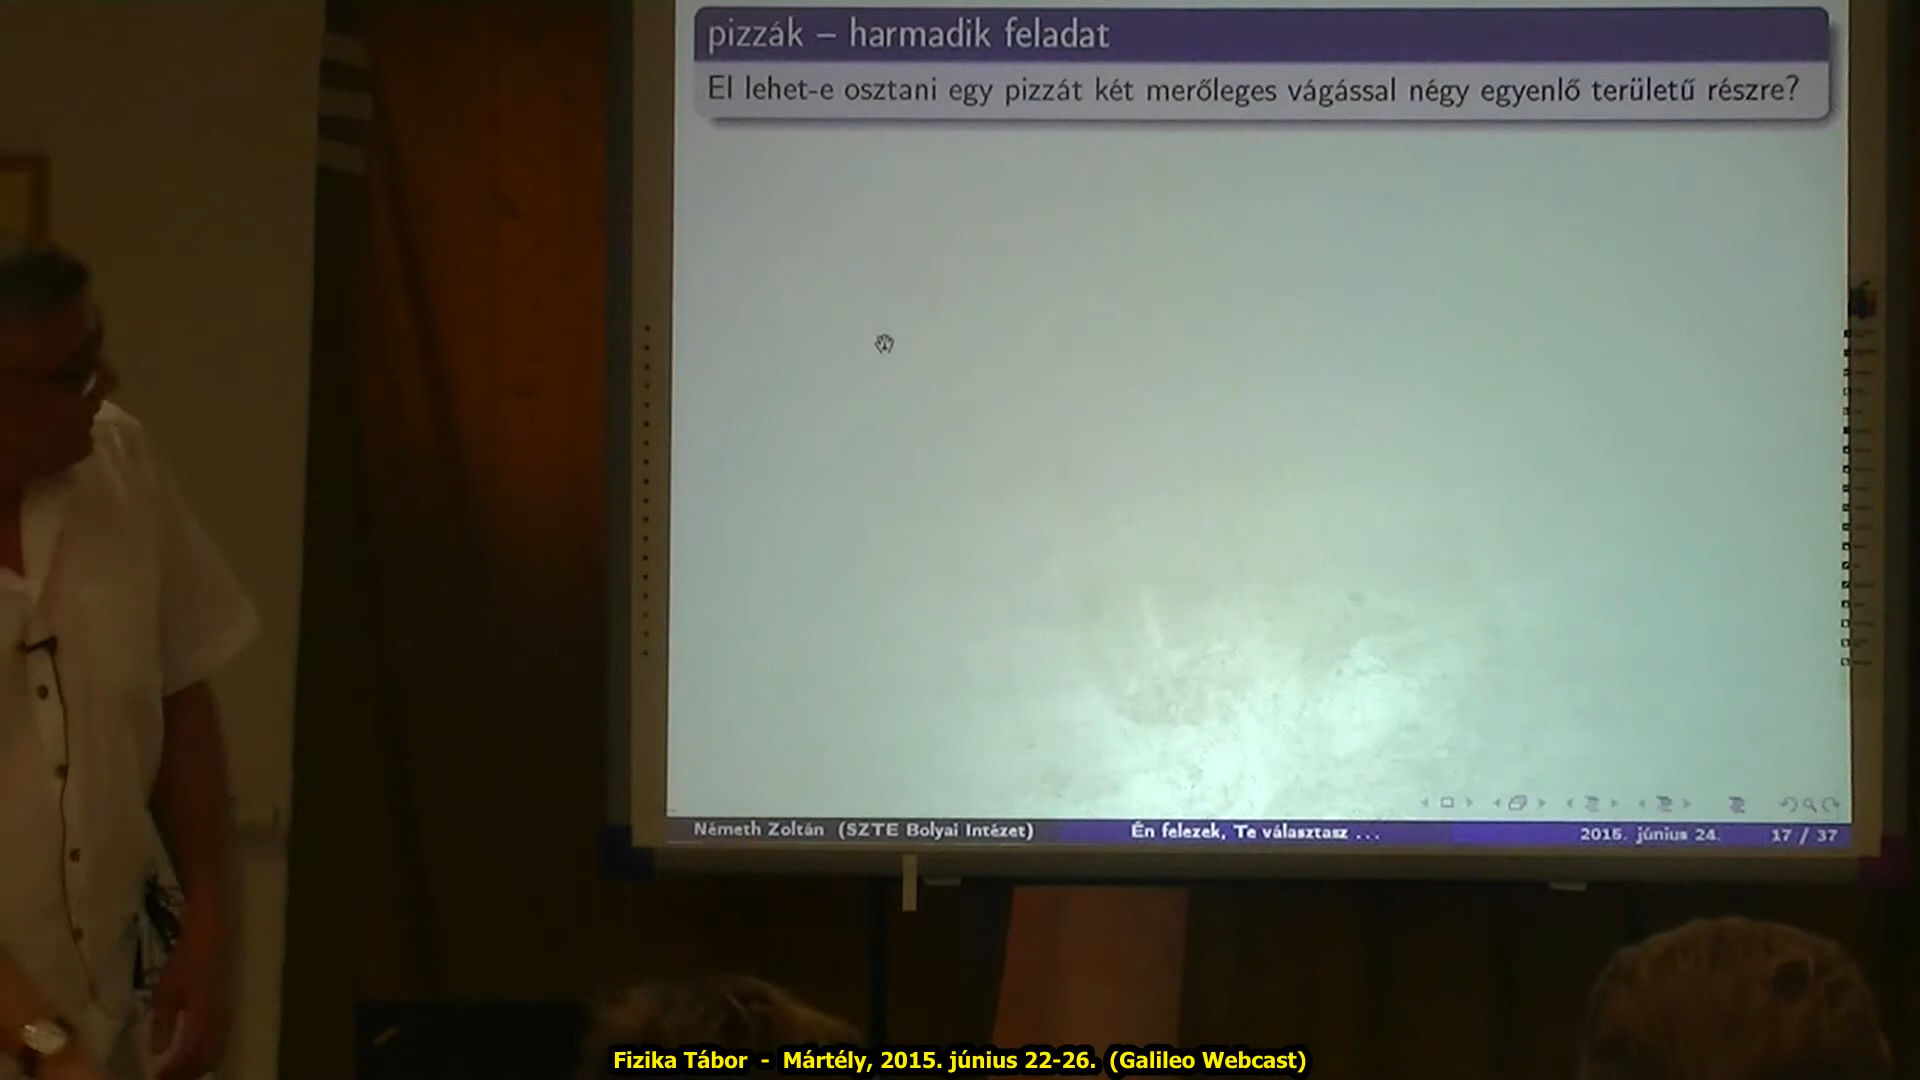 pizzák – harmadik feladat
El lehet-e osztani egy pizzát két merőleges vágással négy egyenlő területű részre?
Németh Zoltán (SZTE Bolyai Intézet)
Én felezek, Te választasz ...
2015. június 24.
17 / 37
Fizika Tábor - Mártély, 2015. június 22-26. (Galileo Webcast)